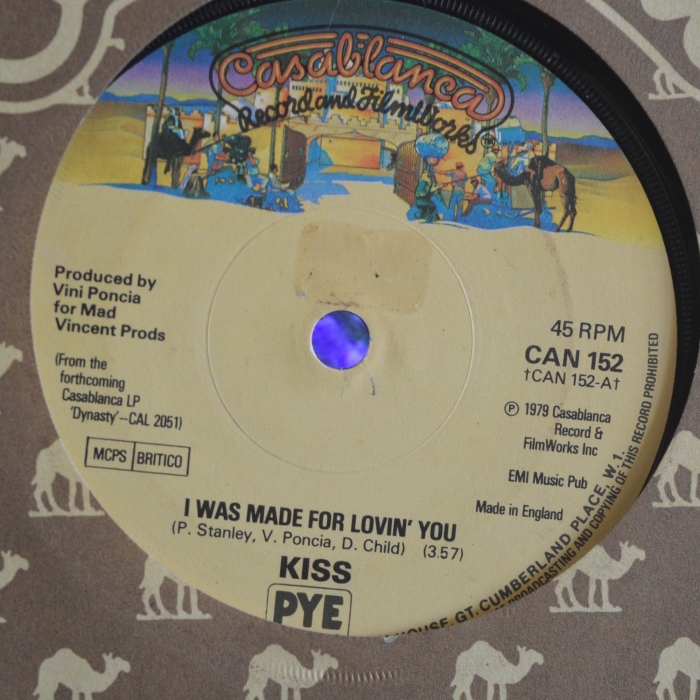 Casablanca
Record and FilmWorks
®
Produced by
Vini Poncia
for Mad
Vincent Prods
(From the
forthcoming
Casablanca LP
'Dynasty'–CAL 2051)
MCPS BRITICO
45 RPM
CAN 152
†CAN 152-A†
Ⓟ 1979 Casablanca
Record &
FilmWorks Inc
EMI Music Pub
Made in England
I WAS MADE FOR LOVIN' YOU
(P. Stanley, V. Poncia, D. Child) (3.57)
KISS
PYE
GT. CUMBERLAND PLACE, W.1.
BROADCASTING AND COPYING OF THIS RECORD PROHIBITED